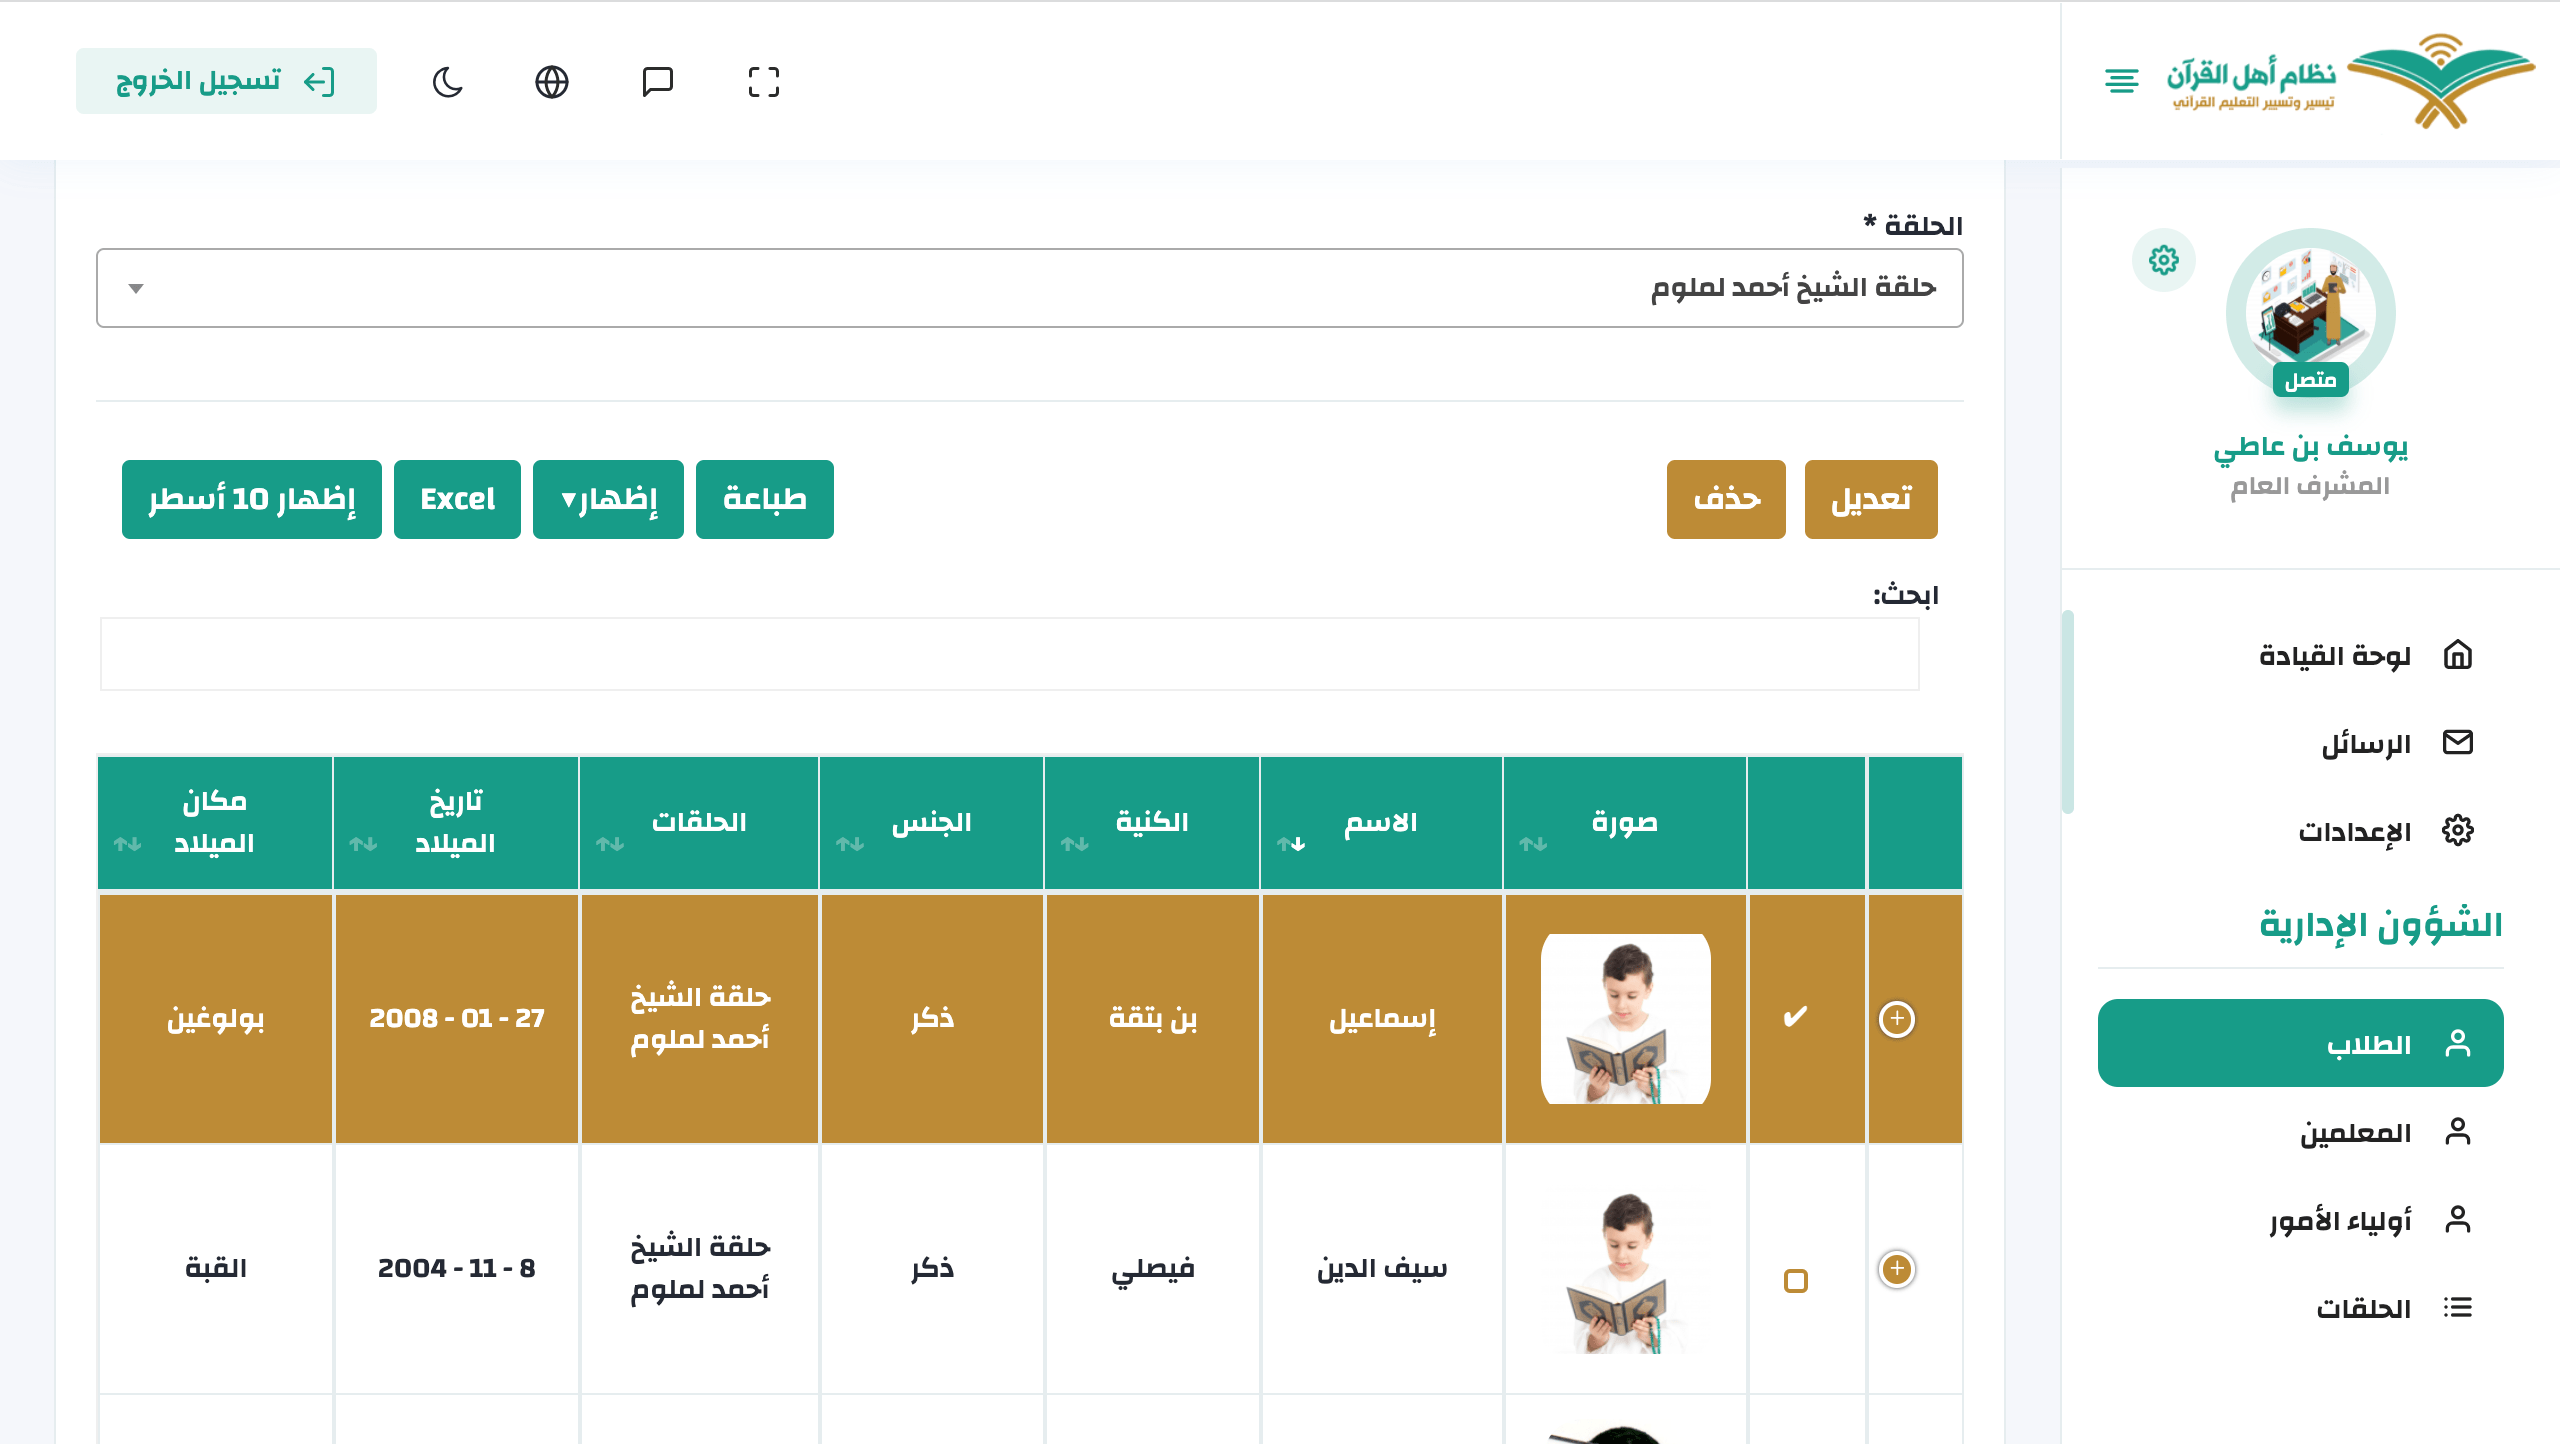 نظام أهل القرآن
تيسير وتسيير التعليم القرآني
تسجيل الخروج
متصل
يوسف بن عاطي
المشرف العام
لوحة القيادة
الرسائل
الإعدادات
الشؤون الإدارية
الطلاب
المعلمين
أولياء الأمور
الحلقات
الحلقة *
حلقة الشيخ أحمد لملوم
تعديل
حذف
طباعة
إظهار▼
Excel
إظهار 10 أسطر
ابحث:
صورة
الاسم
الكنية
الجنس
الحلقات
تاريخ
الميلاد
مكان
الميلاد
إسماعيل
بن بتقة
ذكر
حلقة الشيخ
أحمد لملوم
2008 - 01 - 27
بولوغين
سيف الدين
فيصلي
ذكر
حلقة الشيخ
أحمد لملوم
2004 - 11 - 8
القبة